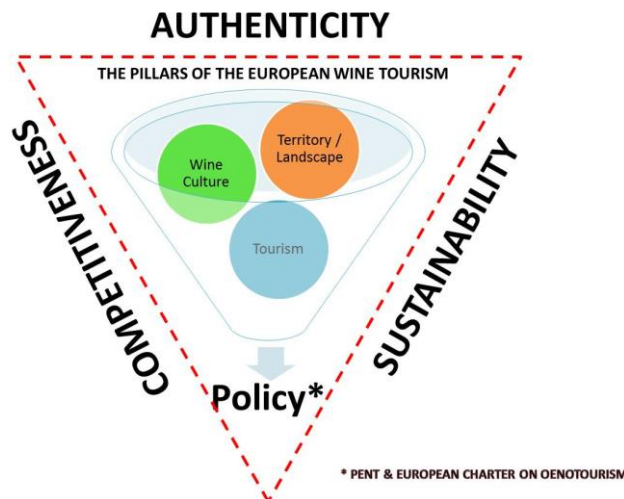 AUTHENTICITY
THE PILLARS OF THE EUROPEAN WINE TOURISM
COMPETITIVENESS
Wine
Culture
Territory /
Landscape
Tourism
SUSTAINABILITY
Policy*
* PENT & EUROPEAN CHARTER ON OENOTOURISM